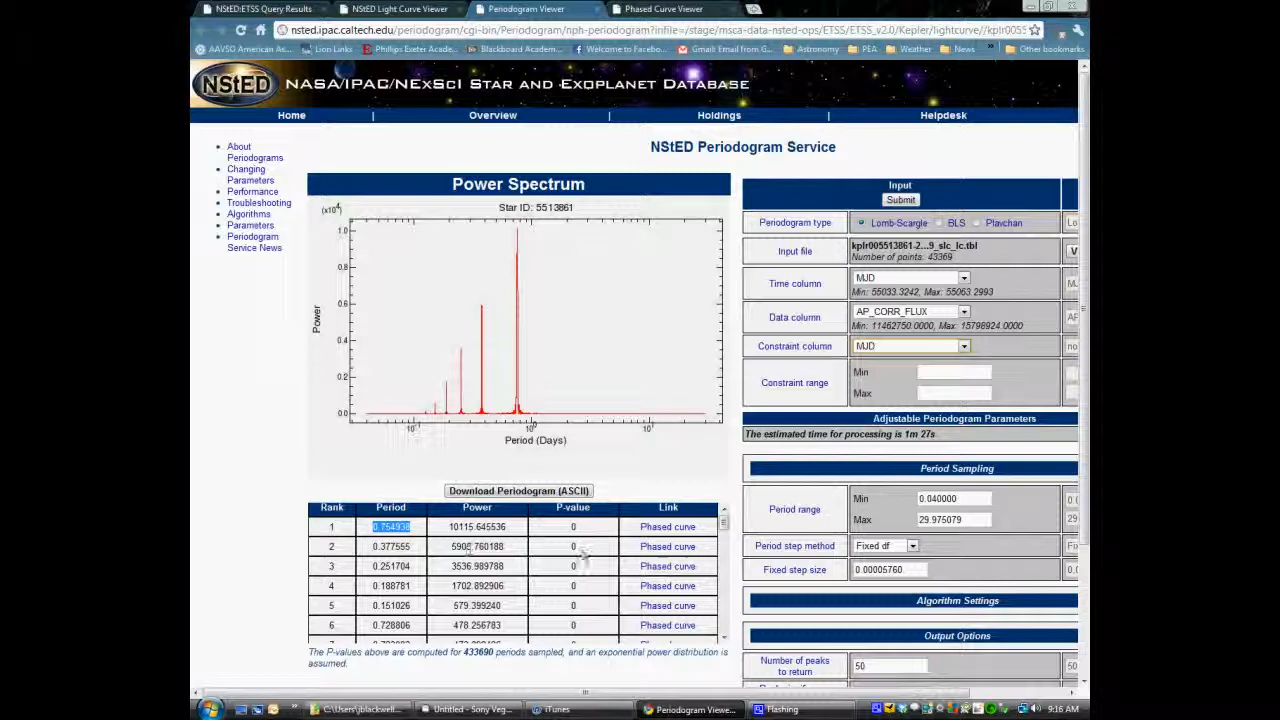 NStED:ETSS Query Results
NStED Light Curve Viewer
Periodogram Viewer
Phased Curve Viewer
9:16 AM
nsted.ipac.caltech.edu/periodogram/cgi-bin/Periodogram/nph-periodogram?infile=/stage/msca-data-nsted-ops/ETSS/ETSS_v2.0/Kepler/lightcurve//kplr0055
AAVSO American As...
Lion Links
Phillips Exeter Acad...
Blackboard Academ...
Welcome to Facebo...
Gmail: Email from G...
Astronomy
PEA
Weather
News
»
Other bookmarks
NStED
NASA/IPAC/NExScI Star and Exoplanet Database
Home | Overview | Holdings | Helpdesk
NStED Periodogram Service
About
Periodograms
Changing
Parameters
Performance
Troubleshooting
Algorithms
Parameters
Periodogram
Service News
Power Spectrum
Star ID: 5513861
(x10⁴)
1.0
0.8
0.6
0.4
0.2
0.0
Power
10⁻¹ 10⁰ 10¹
Period (Days)
Download Periodogram (ASCII)
Rank Period Power P-value Link
1 0.754938 10115.645536 0 Phased curve
2 0.377555 5908.760188 0 Phased curve
3 0.251704 3536.989788 0 Phased curve
4 0.188781 1702.892906 0 Phased curve
5 0.151026 579.399240 0 Phased curve
6 0.728806 478.256783 0 Phased curve
The P-values above are computed for 433690 periods sampled, and an exponential power distribution is
assumed.
Input
Submit
Periodogram type Lomb-Scargle BLS Plavchan
Input file
kplr005513861-2...9_slc_lc.tbl
Number of points: 43369
Time column
MJD
Min: 55033.3242, Max: 55063.2993
Data column
AP_CORR_FLUX
Min: 11462750.0000, Max: 15798924.0000
Constraint column MJD
Constraint range
Min
Max
Adjustable Periodogram Parameters
The estimated time for processing is 1m 27s
Period Sampling
Period range
Min 0.040000
Max 29.975079
Period step method Fixed df
Fixed step size 0.00005760
Algorithm Settings
Output Options
Number of peaks
to return
50
C:\Users\jblackwell...
Untitled - Sony Veg...
iTunes
Periodogram Viewe...
Flashing
9:16 AM